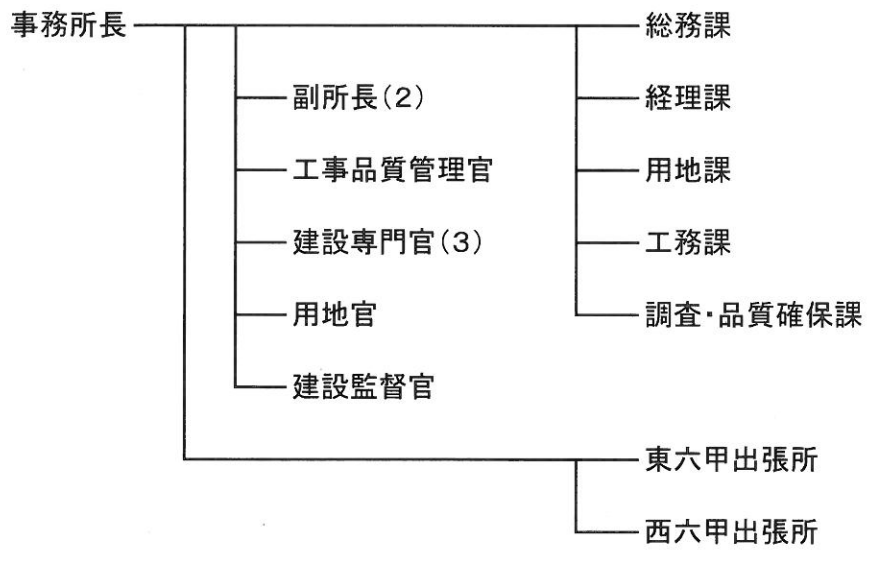 事務所長
総務課
副所長(2)
経理課
工事品質管理官
用地課
建設専門官(3)
工務課
用地官
調査・品質確保課
建設監督官
東六甲出張所
西六甲出張所